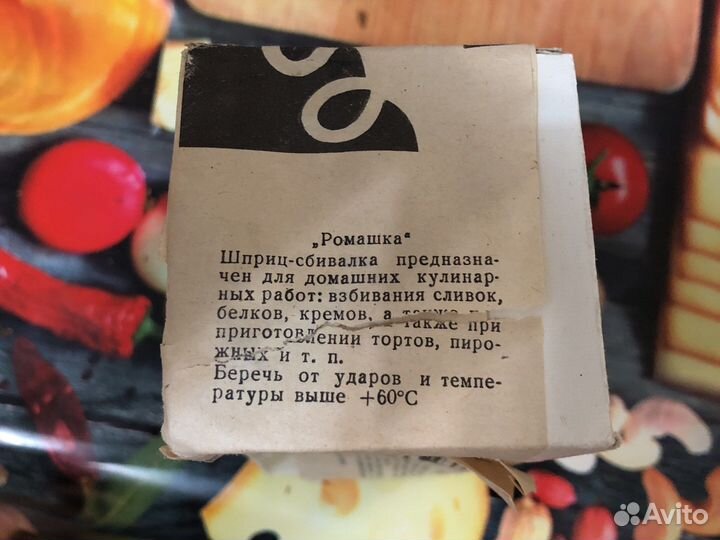 „Ромашка“
Шприц-сбивалка предназна-
чен для домашних кулинар-
ных работ: взбивания сливок,
белков, кремов, а также
также при
приготовлении тортов, пиро-
жных и т. п.
Беречь от ударов и темпе-
ратуры выше +60°С
Avito